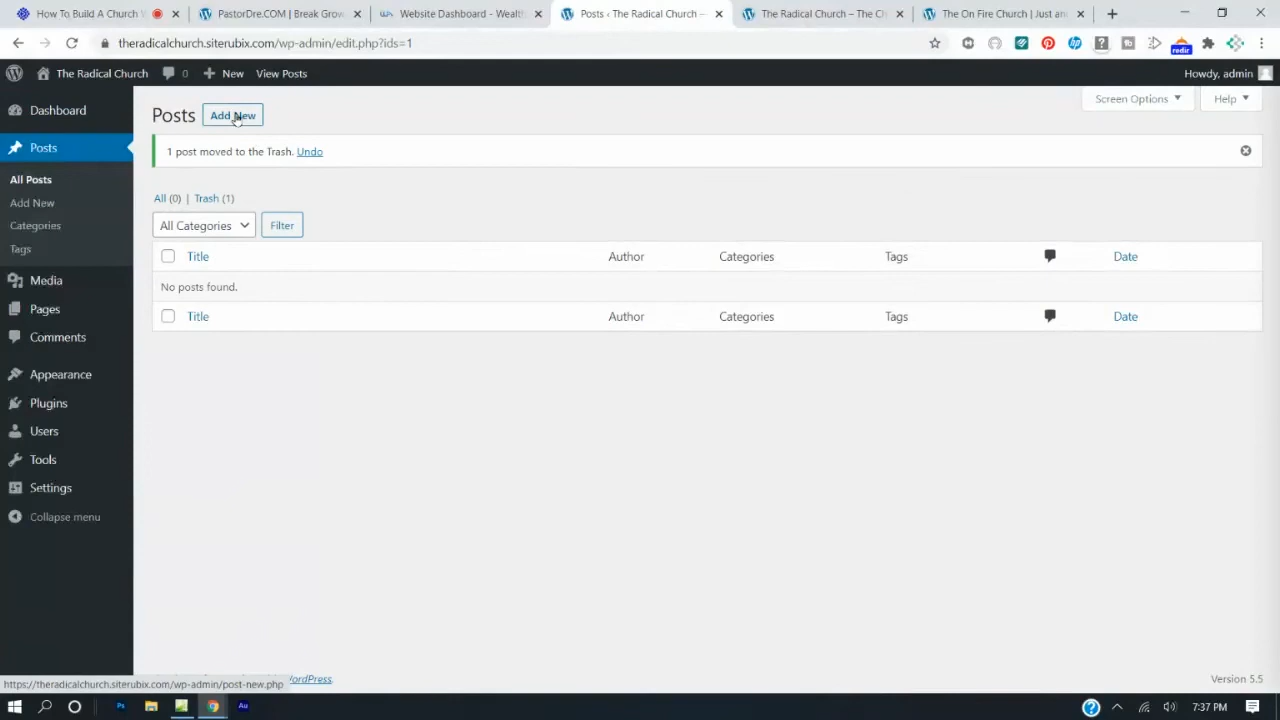 How To Build A Church W
PastorDre.COM | Break Grow
Website Dashboard - Wealt
Posts ‹ The Radical Church —
The Radical Church – The Ch
The On Fire Church | Just an
theradicalchurch.siterubix.com/wp-admin/edit.php?ids=1
redir
The Radical Church
0
New
View Posts
Howdy, admin
Dashboard
Posts
All Posts
Add New
Categories
Tags
Media
Pages
Comments
Appearance
Plugins
Users
Tools
Settings
Collapse menu
Posts
Add New
Screen Options
Help
1 post moved to the Trash. Undo
All (0) | Trash (1)
All Categories
Filter
Title
Author
Categories
Tags
Date
No posts found.
Title
Author
Categories
Tags
Date
https://theradicalchurch.siterubix.com/wp-admin/post-new.php
WordPress.
Version 5.5
Ps
Au
7:37 PM